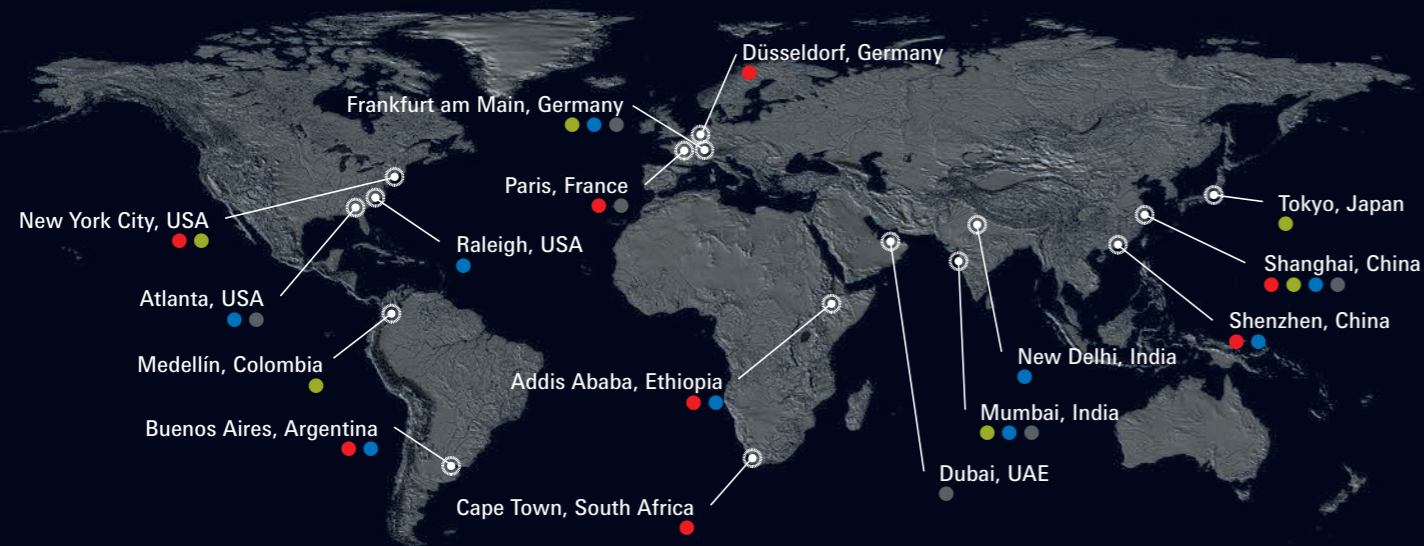 Düsseldorf, Germany
Frankfurt am Main, Germany
Paris, France
New York City, USA
Tokyo, Japan
Raleigh, USA
Shanghai, China
Atlanta, USA
Shenzhen, China
New Delhi, India
Medellín, Colombia
Addis Ababa, Ethiopia
Mumbai, India
Buenos Aires, Argentina
Dubai, UAE
Cape Town, South Africa